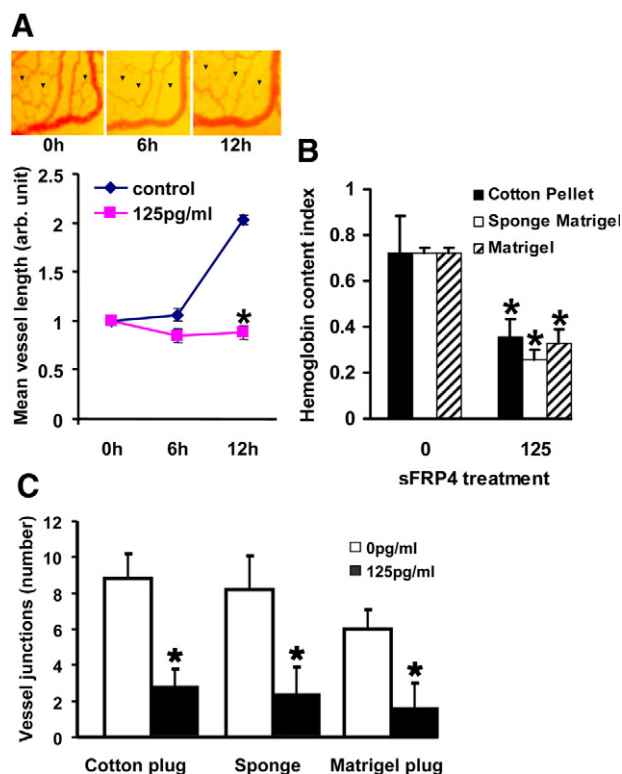 A
0h 6h 12h
Mean vessel length (arb. unit)
2.5
2
1.5
1
0.5
0
control
125pg/ml
*
0h 6h 12h
B
Hemoglobin content index
1
0.8
0.6
0.4
0.2
0
Cotton Pellet
Sponge Matrigel
Matrigel
* * *
0 125
sFRP4 treatment
C
Vessel junctions (number)
12
10
8
6
4
2
0
0pg/ml
125pg/ml
* * *
Cotton plug Sponge Matrigel plug